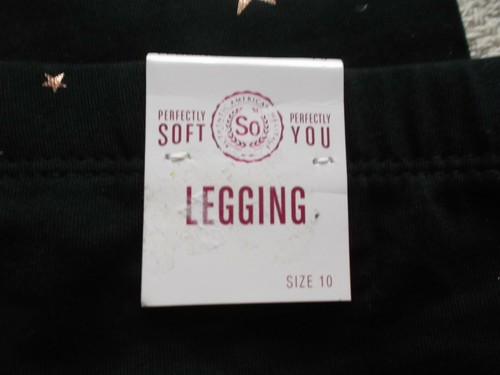 PERFECTLY SOFT
So
PERFECTLY YOU
LEGGING
SIZE 10